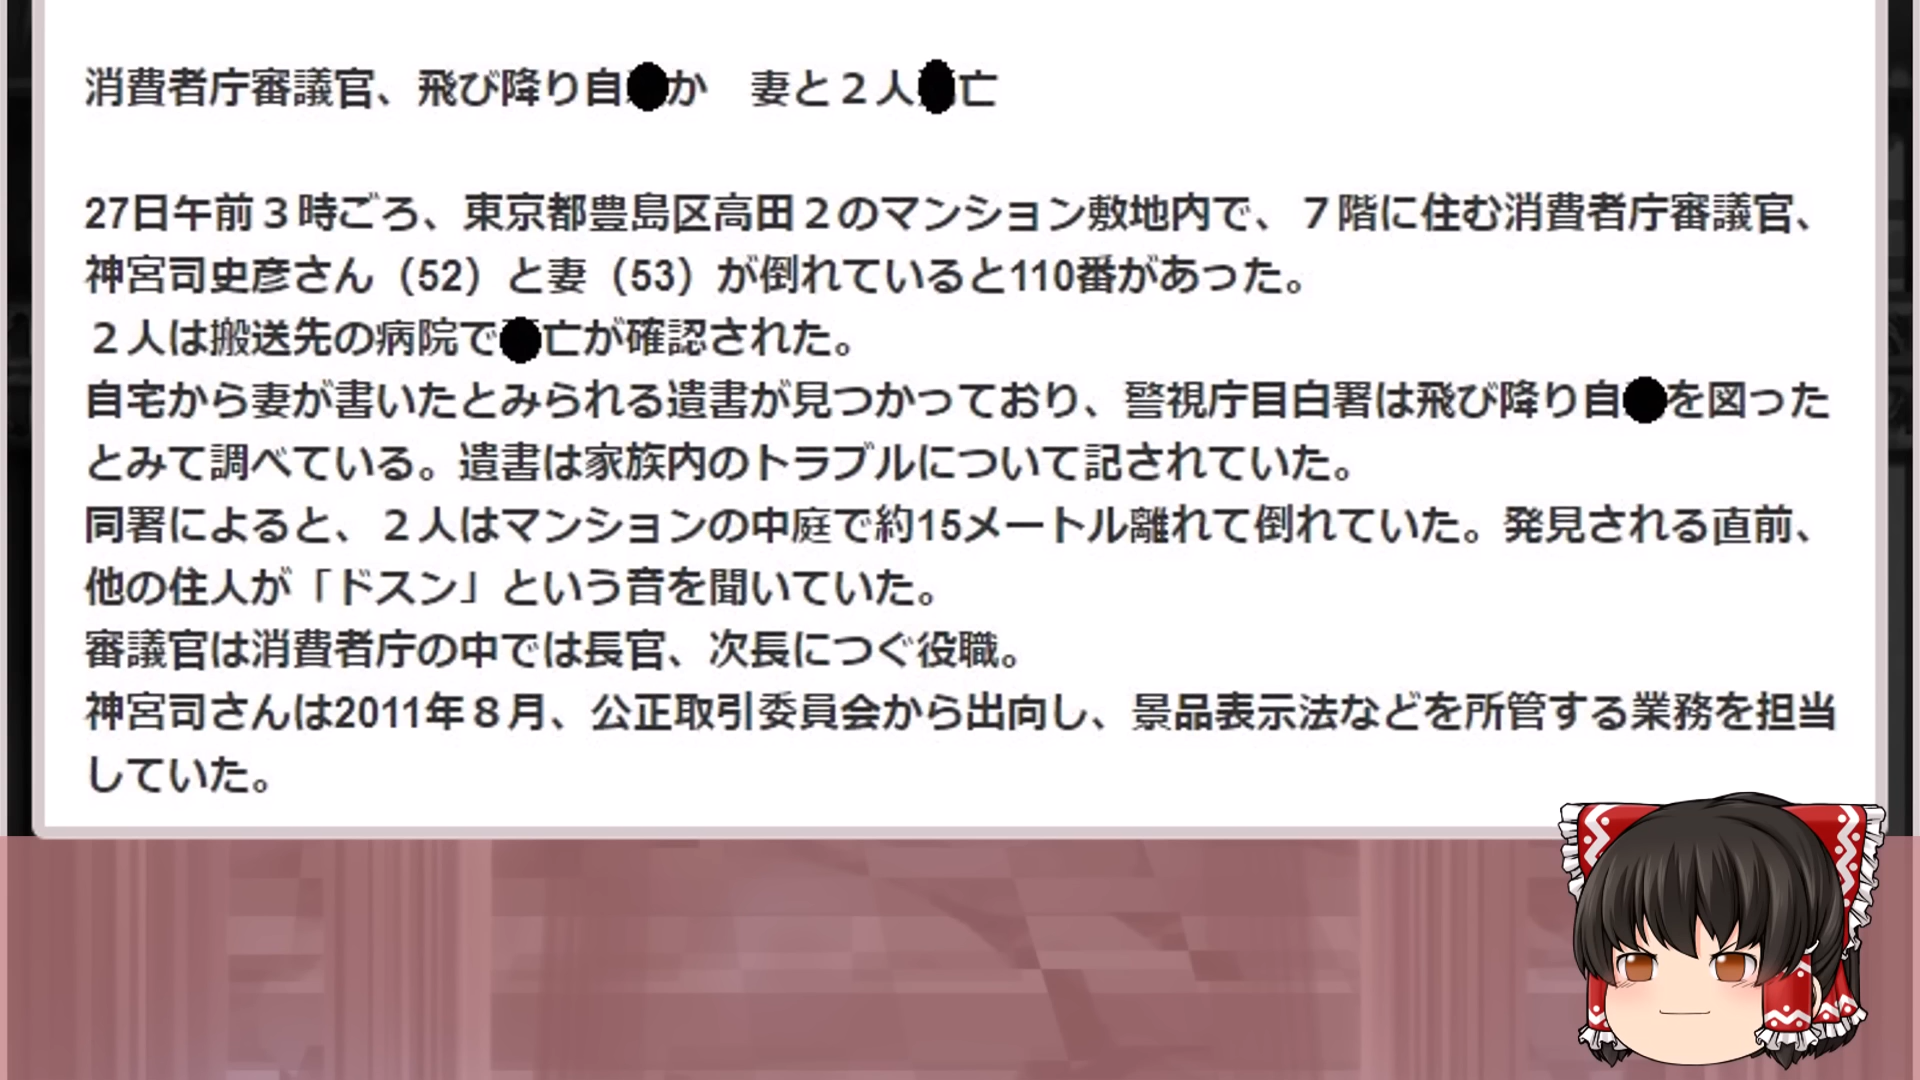 消費者庁審議官、飛び降り自●か　妻と２人●亡
27日午前３時ごろ、東京都豊島区高田２のマンション敷地内で、７階に住む消費者庁審議官、
神宮司史彦さん（52）と妻（53）が倒れていると110番があった。
２人は搬送先の病院で●亡が確認された。
自宅から妻が書いたとみられる遺書が見つかっており、警視庁目白署は飛び降り自●を図った
とみて調べている。遺書は家族内のトラブルについて記されていた。
同署によると、２人はマンションの中庭で約15メートル離れて倒れていた。発見される直前、
他の住人が「ドスン」という音を聞いていた。
審議官は消費者庁の中では長官、次長につぐ役職。
神宮司さんは2011年８月、公正取引委員会から出向し、景品表示法などを所管する業務を担当
していた。